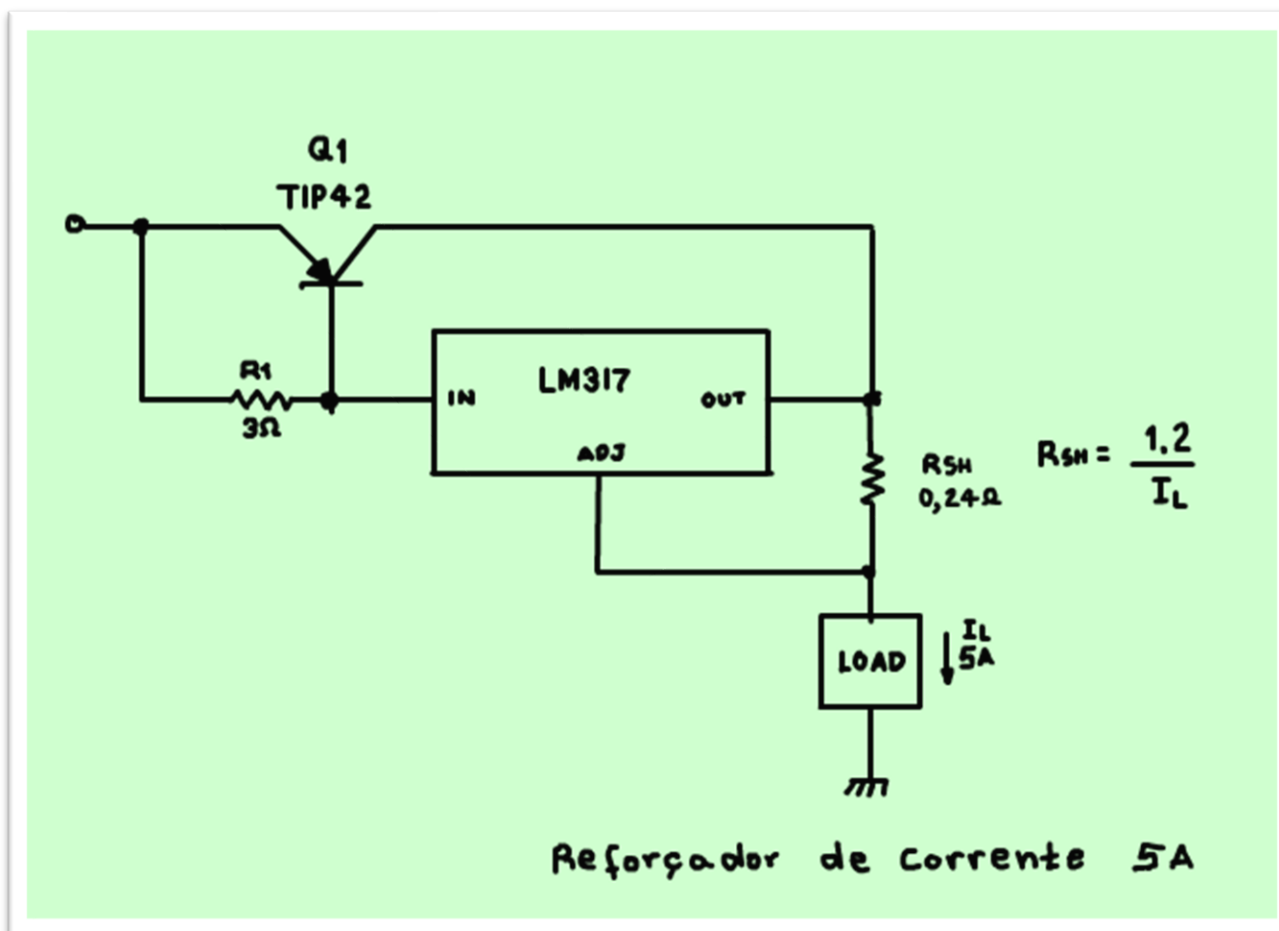 Q1
TIP42
R1
3Ω
LM317
IN
OUT
ADJ
RSH
0,24Ω
RSH = 1,2
IL
LOAD
IL
5A
Reforçador de Corrente 5A